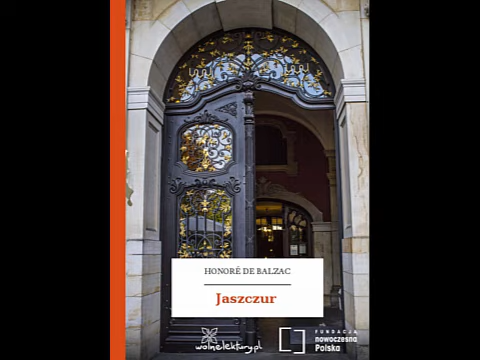 HONORÉ DE BALZAC
Jaszczur
wolnelektury.pl
FUNDACJA
nowoczesna
Polska